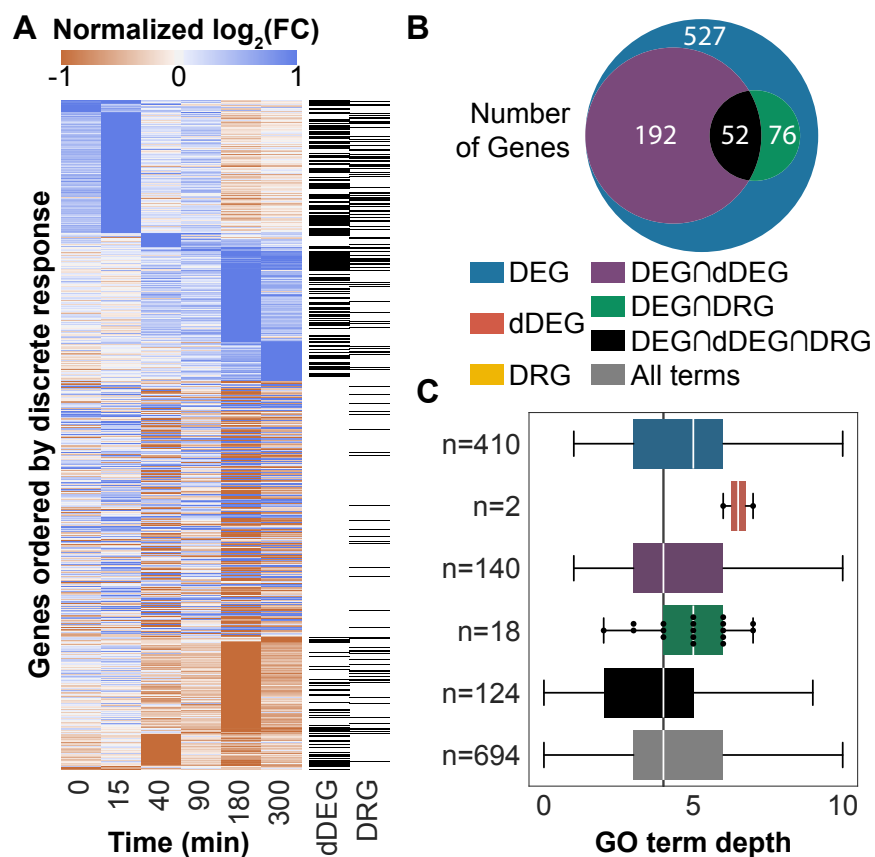 A
Normalized log₂(FC)
-1 0 1
Genes ordered by discrete response
0 15 40 90 180 300 dDEG DRG
Time (min)
B
527
Number
of Genes
192 52 76
DEG DEG∩dDEG
dDEG DEG∩DRG
DEG∩dDEG∩DRG
DRG All terms
C
n=410
n=2
n=140
n=18
n=124
n=694
0 5 10
GO term depth